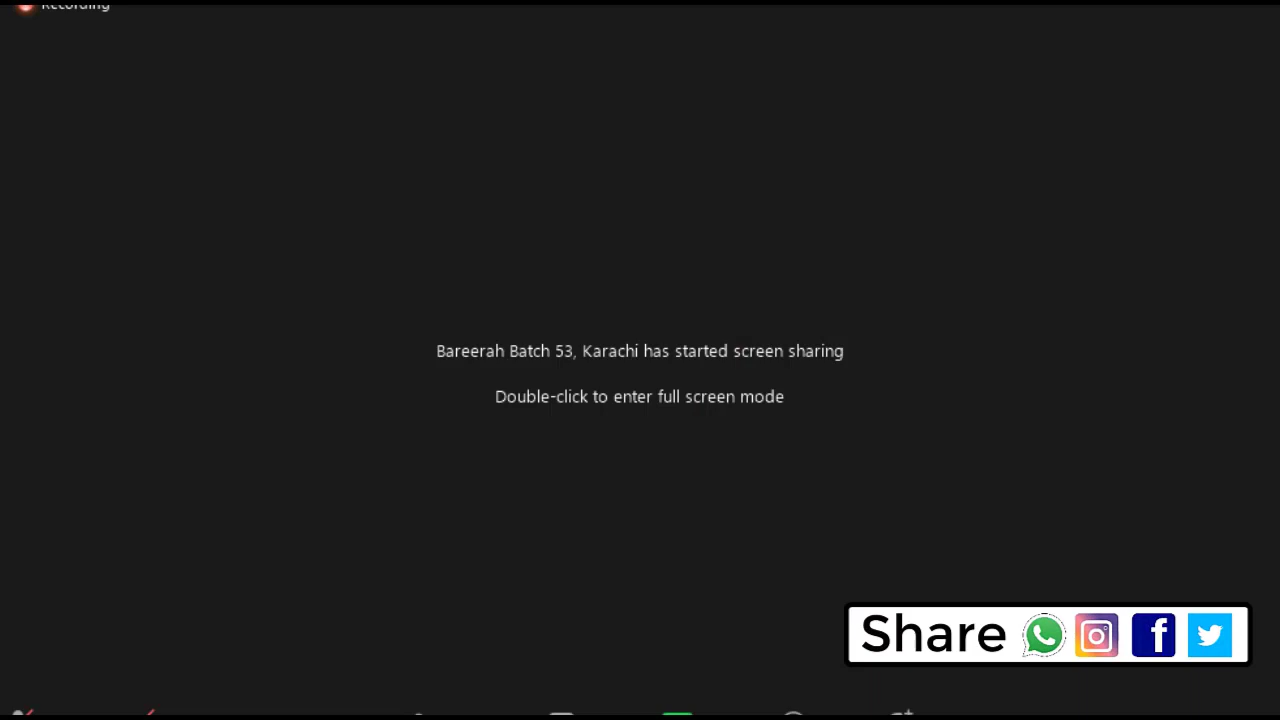 Recording
Bareerah Batch 53, Karachi has started screen sharing
Double-click to enter full screen mode
Share